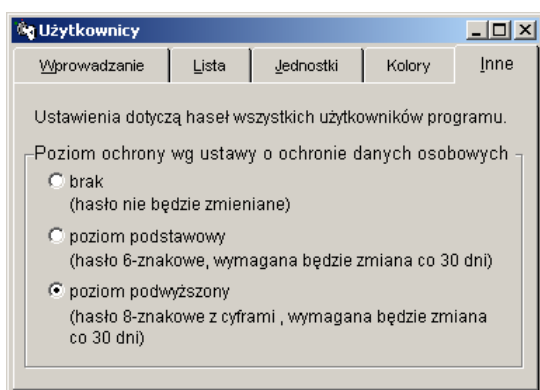 Użytkownicy
Wprowadzanie Lista Jednostki Kolory Inne
Ustawienia dotyczą haseł wszystkich użytkowników programu.
Poziom ochrony wg ustawy o ochronie danych osobowych
brak
(hasło nie będzie zmieniane)
poziom podstawowy
(hasło 6-znakowe, wymagana będzie zmiana co 30 dni)
poziom podwyższony
(hasło 8-znakowe z cyframi , wymagana będzie zmiana
co 30 dni)